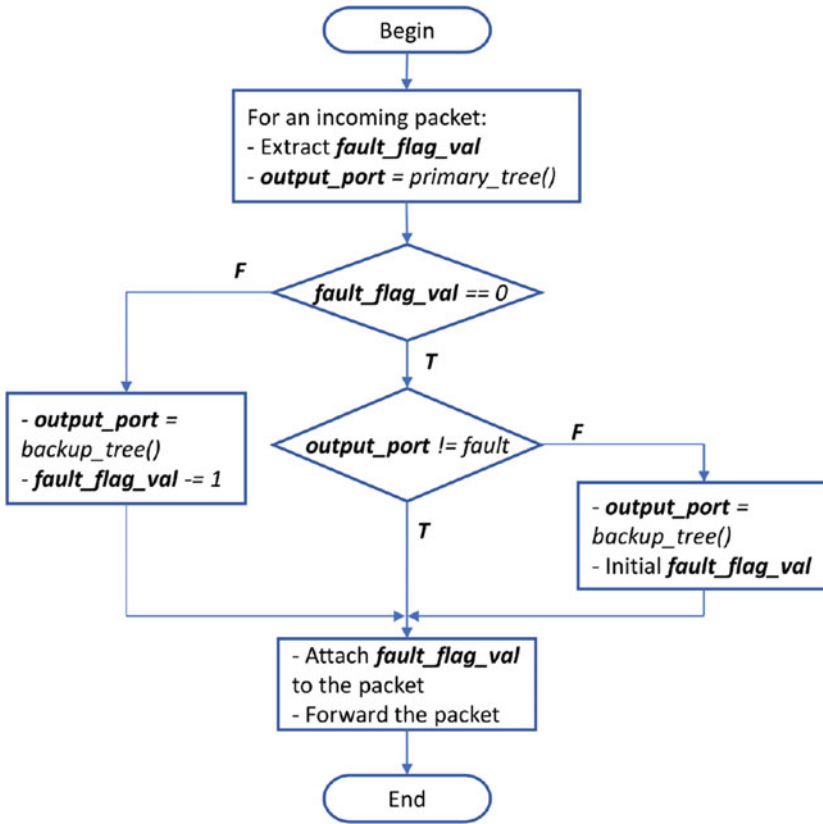 Begin
For an incoming packet:
- Extract fault_flag_val
- output_port = primary_tree()
F
fault_flag_val == 0
T
- output_port =
backup_tree()
- fault_flag_val -= 1
output_port != fault
F
T
- output_port =
backup_tree()
- Initial fault_flag_val
- Attach fault_flag_val
to the packet
- Forward the packet
End